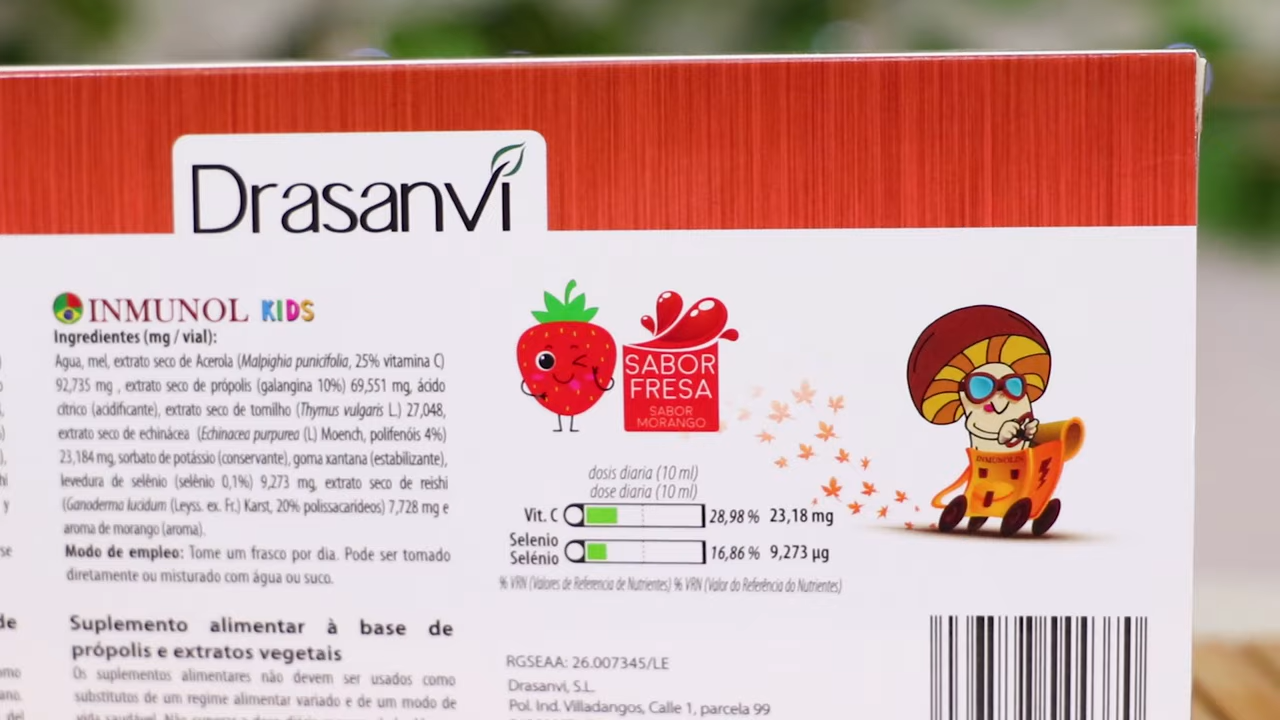 Drasanvi
INMUNOL KIDS
Ingredientes (mg / vial):
Agua, mel, extrato seco de Acerola (Malpighia punicifolia, 25% vitamina C)
92,735 mg , extrato seco de própolis (galangina 10%) 69,551 mg, ácido
cítrico (acidificante), extrato seco de tomilho (Thymus vulgaris L.) 27,048,
extrato seco de echinácea (Echinacea purpurea (L) Moench, polifenóis 4%)
23,184 mg, sorbato de potássio (conservante), goma xantana (estabilizante),
levedura de selênio (selênio 0,1%) 9,273 mg, extrato seco de reishi
(Ganoderma lucidum (Leyss. ex. Fr.) Karst, 20% polissacarídeos) 7,728 mg e
aroma de morango (aroma).
Modo de empleo: Tome um frasco por dia. Pode ser tomado
diretamente ou misturado com água ou suco.
Suplemento alimentar à base de
própolis e extratos vegetais
Os suplementos alimentares não devem ser usados como
substitutos de um regime alimentar variado e de um modo de
SABOR
FRESA
SABOR
MORANGO
dosis diaria (10 ml)
dose diaria (10 ml)
Vit. C 28,98 % 23,18 mg
Selenio
Selénio 16,86 % 9,273 µg
% VRN (Valores de Referencia de Nutrientes) % VRN (Valor do Referência do Nutrientes)
RGSEAA: 26.007345/LE
Drasanvi, S.L.
Pol. Ind. Villadangos, Calle 1, parcela 99
INMUNOLIN